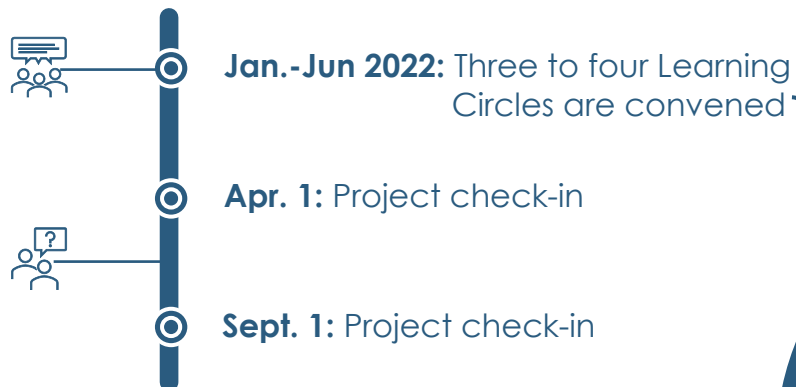 Jan.-Jun 2022: Three to four Learning
Circles are convened
?
Apr. 1: Project check-in
Sept. 1: Project check-in